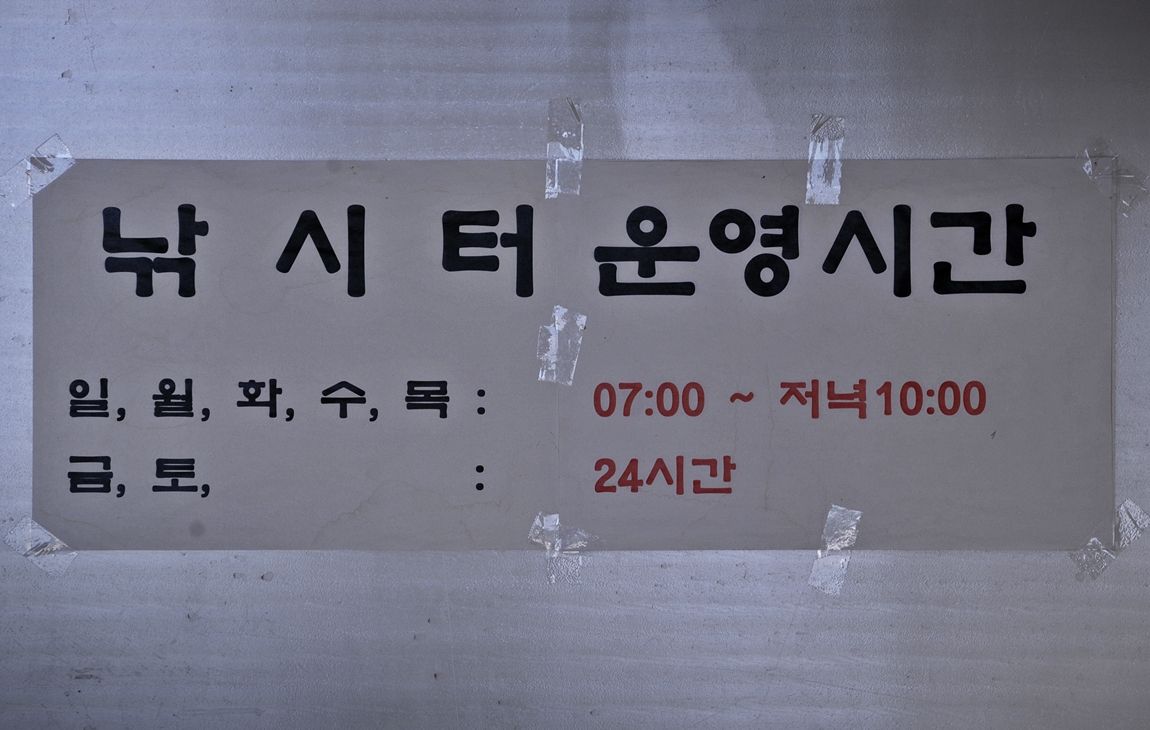 낚 시 터 운영시간
일, 월, 화, 수, 목 : 07:00 ~ 저녁10:00
금, 토, : 24시간